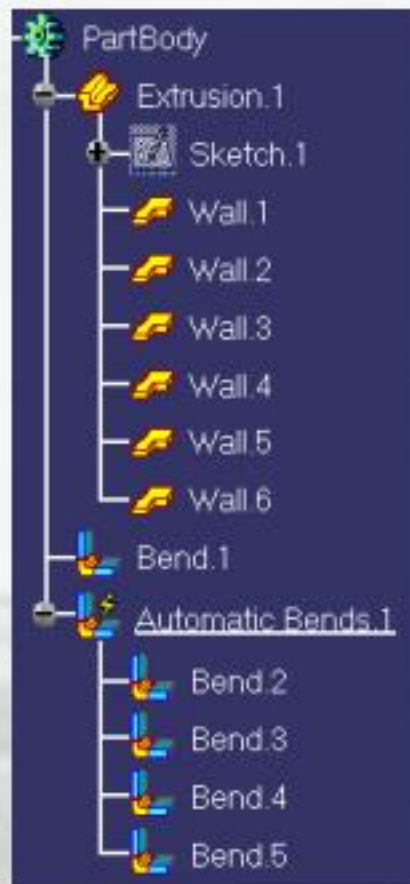 PartBody
Extrusion.1
Sketch.1
Wall.1
Wall.2
Wall.3
Wall.4
Wall.5
Wall.6
Bend.1
Automatic Bends.1
Bend.2
Bend.3
Bend.4
Bend.5